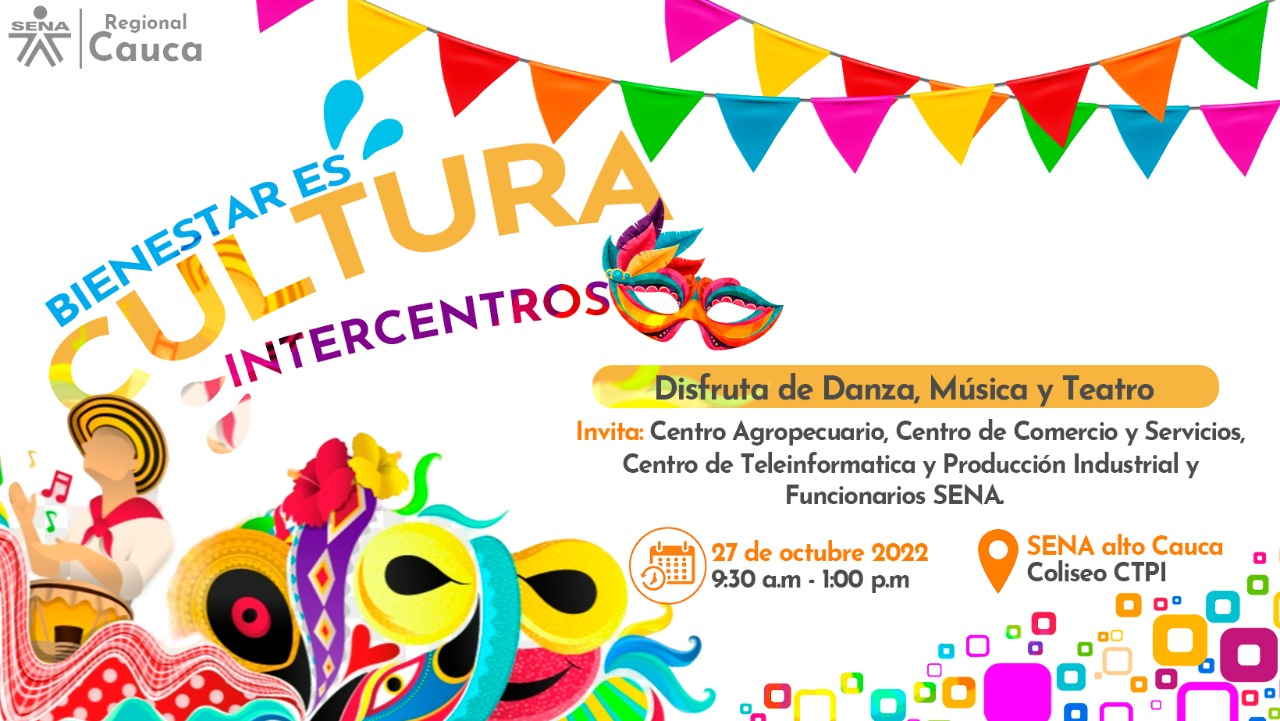 SENA
Regional
Cauca
BIENESTAR ES
CULTURA
INTERCENTROS
Disfruta de Danza, Música y Teatro
Invita: Centro Agropecuario, Centro de Comercio y Servicios,
Centro de Teleinformatica y Producción Industrial y
Funcionarios SENA.
27 de octubre 2022
9:30 a.m - 1:00 p.m
SENA alto Cauca
Coliseo CTPI